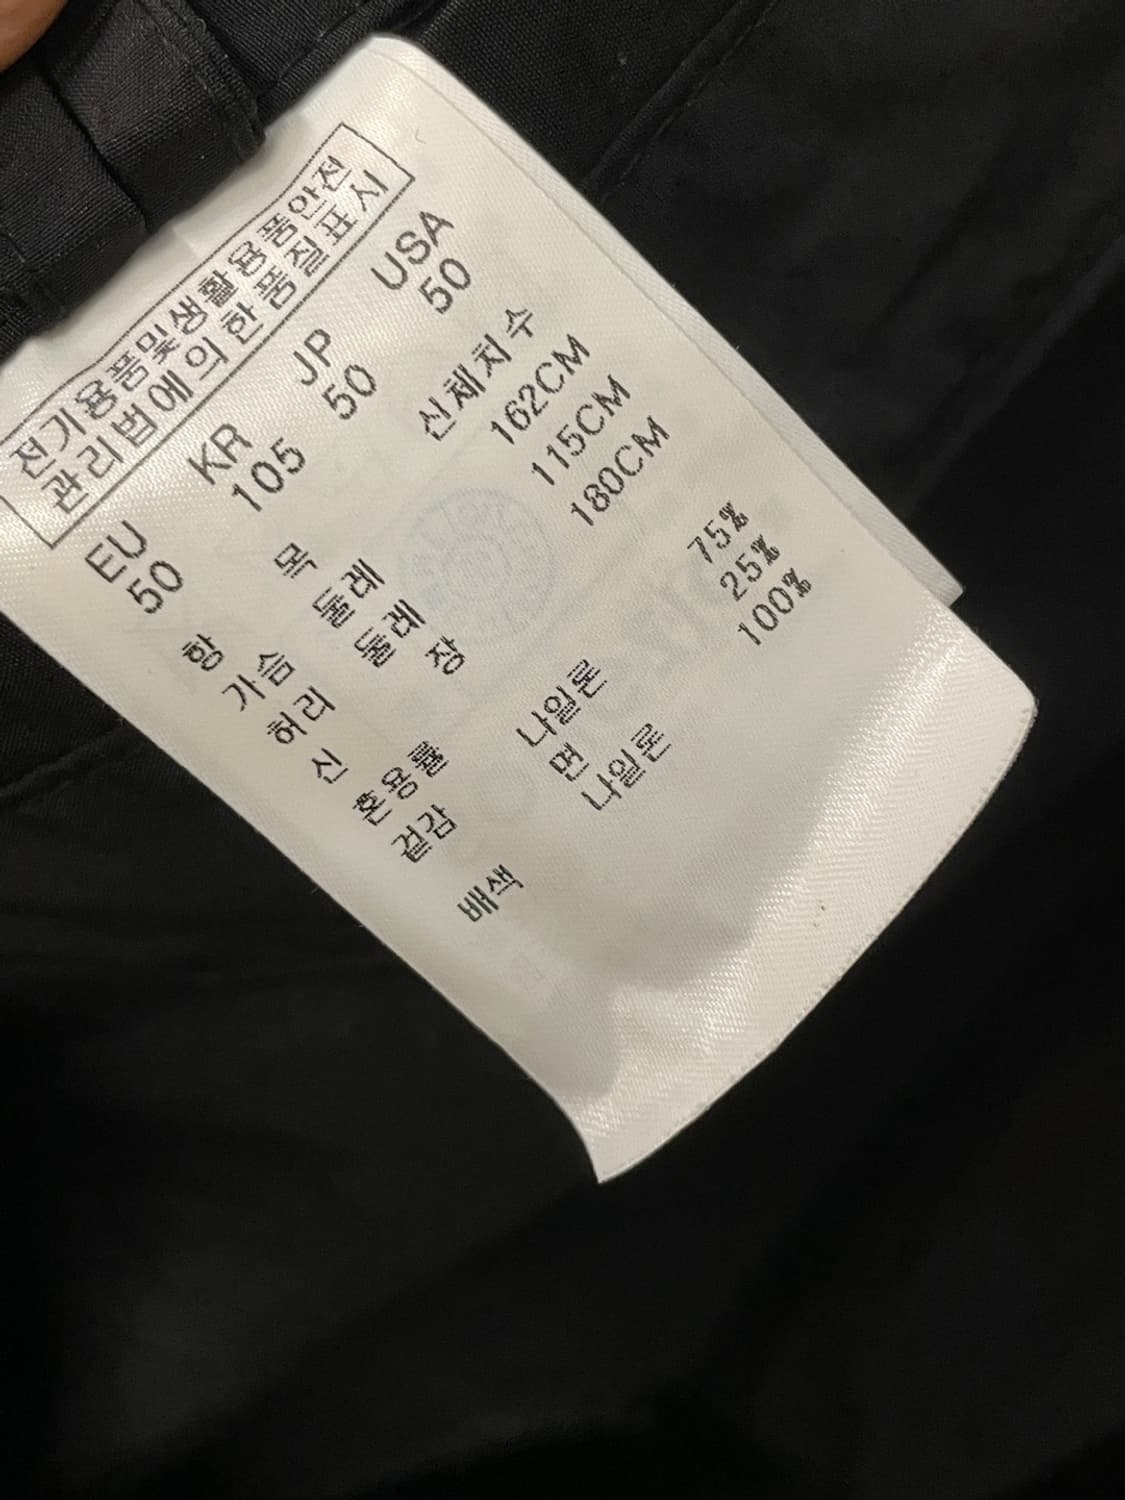 전기용품및생활용품안전
관리법에의한품질표시
EU KR JP USA
50 105 50 50
항 목 신체치수
가슴 둘레 162CM
허리 둘레 115CM
신 장 180CM
혼용률
겉감 나일론 75%
면 25%
배색 나일론 100%